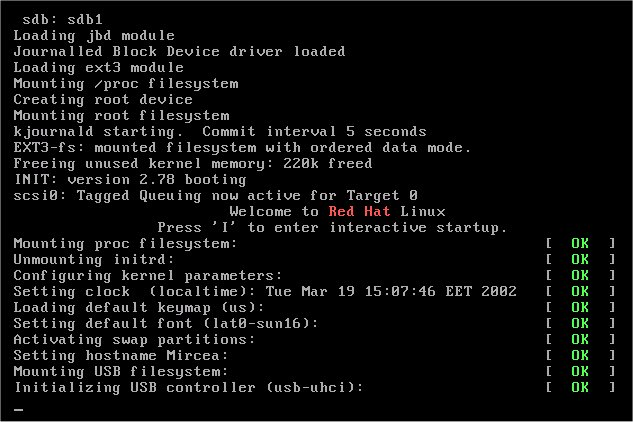 sdb: sdb1
Loading jbd module
Journalled Block Device driver loaded
Loading ext3 module
Mounting /proc filesystem
Creating root device
Mounting root filesystem
kjournald starting.  Commit interval 5 seconds
EXT3-fs: mounted filesystem with ordered data mode.
Freeing unused kernel memory: 220k freed
INIT: version 2.78 booting
scsi0: Tagged Queuing now active for Target 0
Welcome to Red Hat Linux
Press 'I' to enter interactive startup.
Mounting proc filesystem: [  OK  ]
Unmounting initrd: [  OK  ]
Configuring kernel parameters: [  OK  ]
Setting clock  (localtime): Tue Mar 19 15:07:46 EET 2002 [  OK  ]
Loading default keymap (us): [  OK  ]
Setting default font (lat0-sun16): [  OK  ]
Activating swap partitions: [  OK  ]
Setting hostname Mircea: [  OK  ]
Mounting USB filesystem: [  OK  ]
Initializing USB controller (usb-uhci): [  OK  ]
_